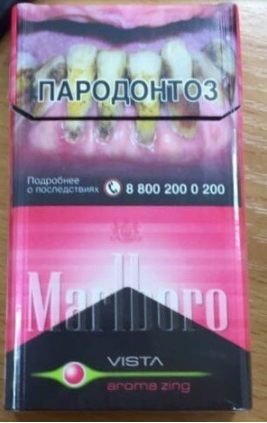 ПАРОДОНТОЗ
Подробнее
о последствиях 8 800 200 0 200
Marlboro
VISTA
aroma zing